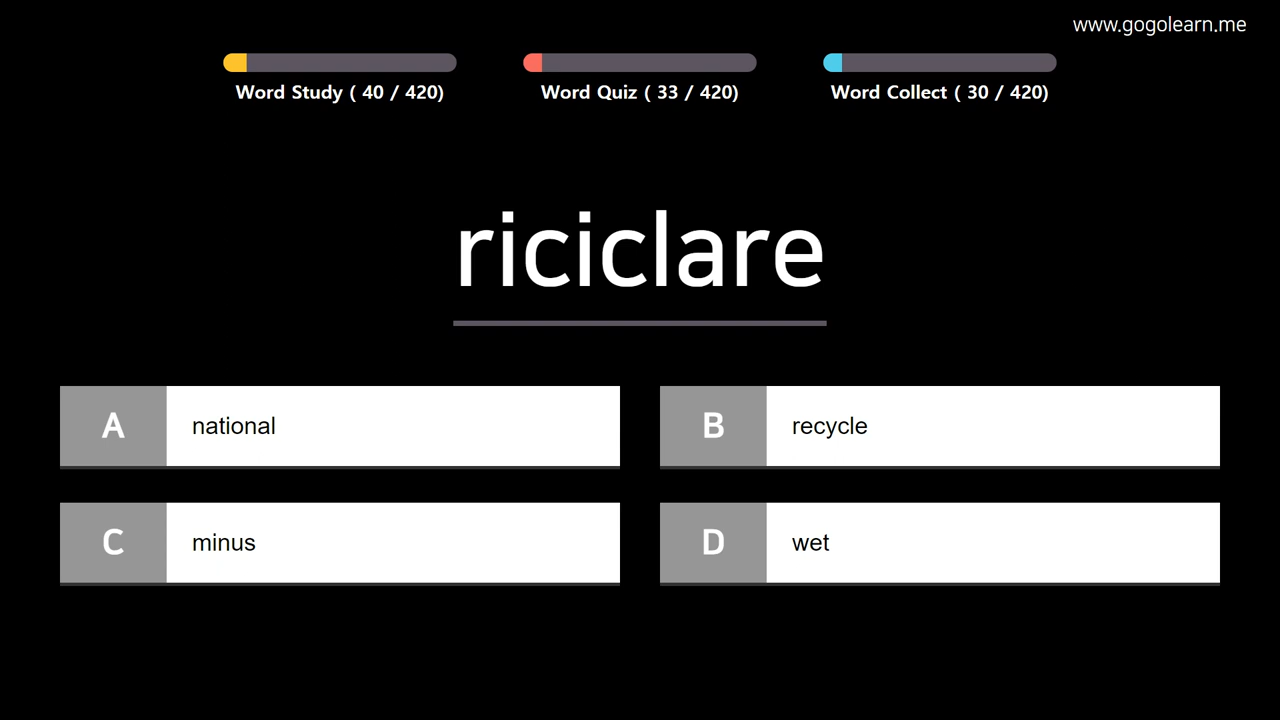 www.gogolearn.me
Word Study ( 40 / 420)
Word Quiz ( 33 / 420)
Word Collect ( 30 / 420)
riciclare
A national
B recycle
C minus
D wet